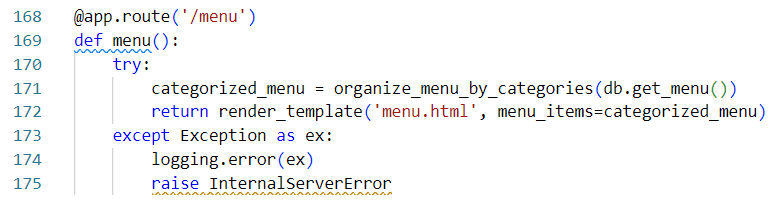 168 @app.route('/menu')
169 def menu():
170     try:
171         categorized_menu = organize_menu_by_categories(db.get_menu())
172         return render_template('menu.html', menu_items=categorized_menu)
173     except Exception as ex:
174         logging.error(ex)
175         raise InternalServerError